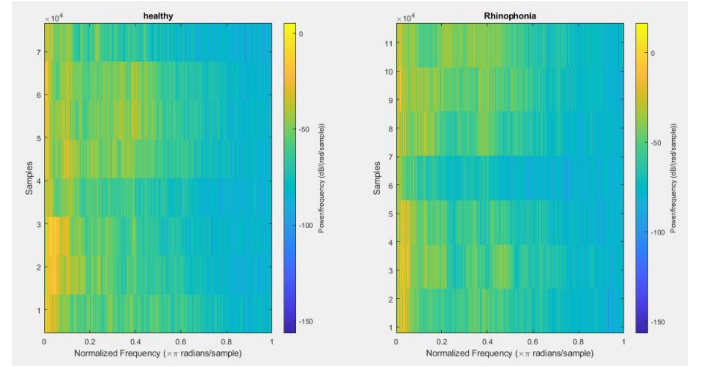 healthy
×10⁴
7
6
5
4
3
2
1
Samples
0 0.2 0.4 0.6 0.8 1
Normalized Frequency (×π radians/sample)
0
-50
-100
-150
Power/frequency (dB/(rad/sample))
Rhinophonia
×10⁴
11
10
9
8
7
6
5
4
3
2
1
Samples
0 0.2 0.4 0.6 0.8 1
Normalized Frequency (×π radians/sample)
0
-50
-100
-150
Power/frequency (dB/(rad/sample))